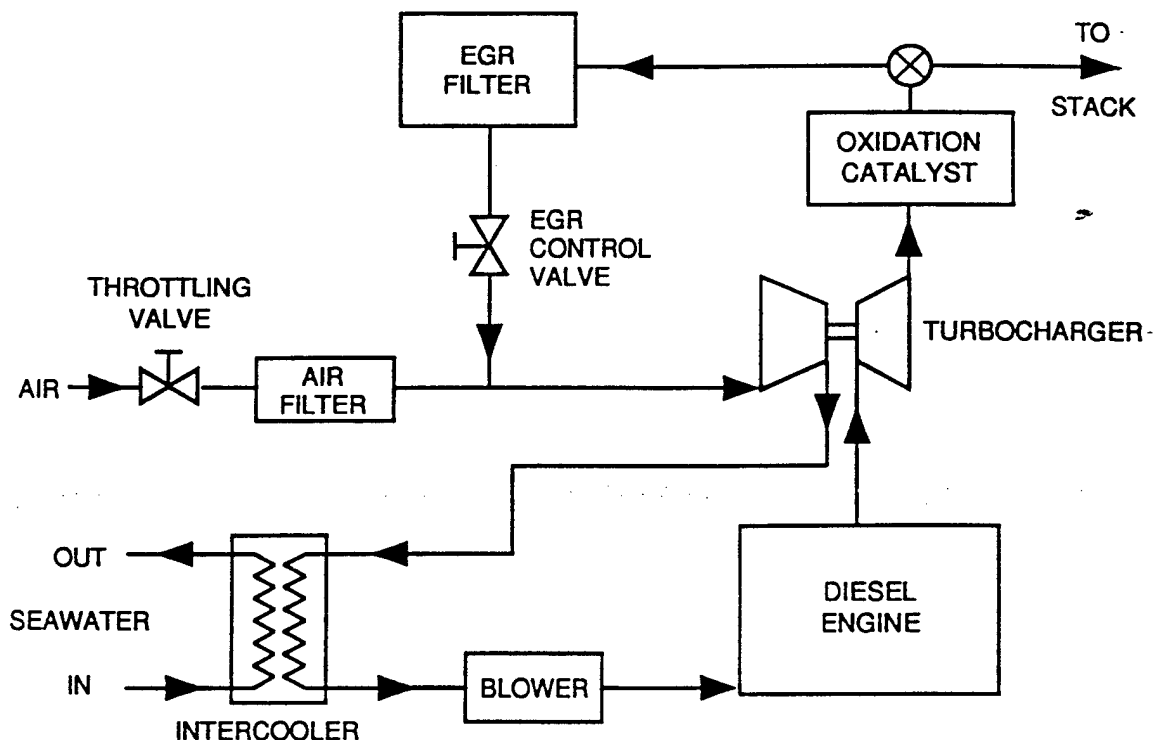 EGR
FILTER
TO
STACK
OXIDATION
CATALYST
EGR
CONTROL
VALVE
THROTTLING
VALVE
TURBOCHARGER
AIR
AIR
FILTER
OUT
SEAWATER
IN
INTERCOOLER
BLOWER
DIESEL
ENGINE